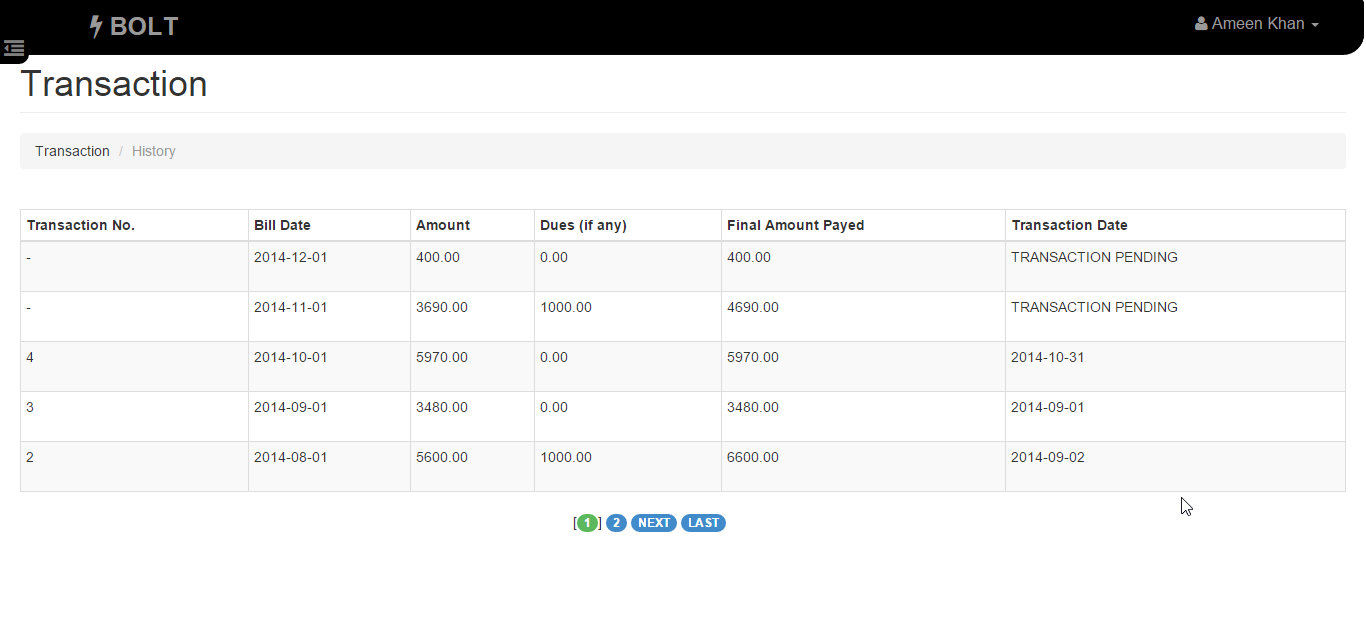 BOLT
Ameen Khan
Transaction
Transaction / History
Transaction No. Bill Date Amount Dues (if any) Final Amount Payed Transaction Date
- 2014-12-01 400.00 0.00 400.00 TRANSACTION PENDING
- 2014-11-01 3690.00 1000.00 4690.00 TRANSACTION PENDING
4 2014-10-01 5970.00 0.00 5970.00 2014-10-31
3 2014-09-01 3480.00 0.00 3480.00 2014-09-01
2 2014-08-01 5600.00 1000.00 6600.00 2014-09-02
[1] 2 NEXT LAST